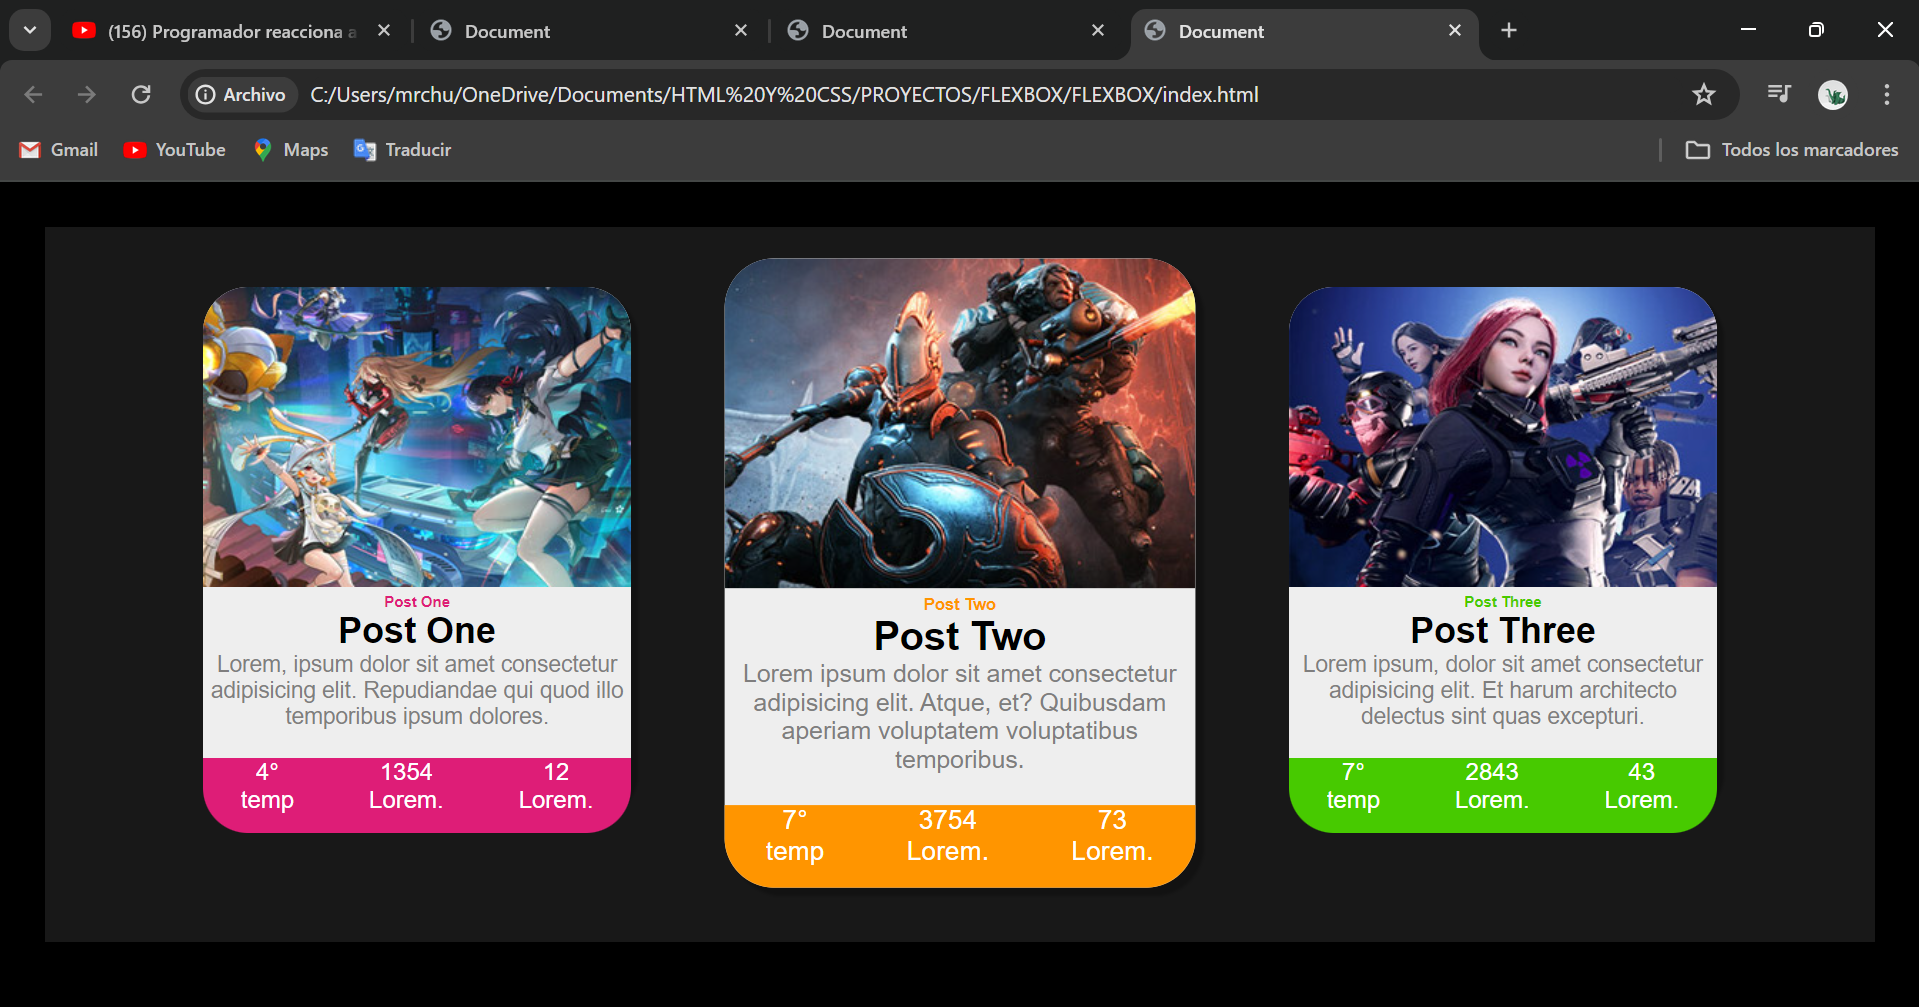 (156) Programador reacciona a
Document
Document
Document
Archivo
C:/Users/mrchu/OneDrive/Documents/HTML%20Y%20CSS/PROYECTOS/FLEXBOX/FLEXBOX/index.html
Gmail
YouTube
Maps
Traducir
Todos los marcadores
Post One
Post One
Lorem, ipsum dolor sit amet consectetur
adipisicing elit. Repudiandae qui quod illo
temporibus ipsum dolores.
4° 1354 12
temp Lorem. Lorem.
Post Two
Post Two
Lorem ipsum dolor sit amet consectetur
adipisicing elit. Atque, et? Quibusdam
aperiam voluptatem voluptatibus
temporibus.
7° 3754 73
temp Lorem. Lorem.
Post Three
Post Three
Lorem ipsum, dolor sit amet consectetur
adipisicing elit. Et harum architecto
delectus sint quas excepturi.
7° 2843 43
temp Lorem. Lorem.